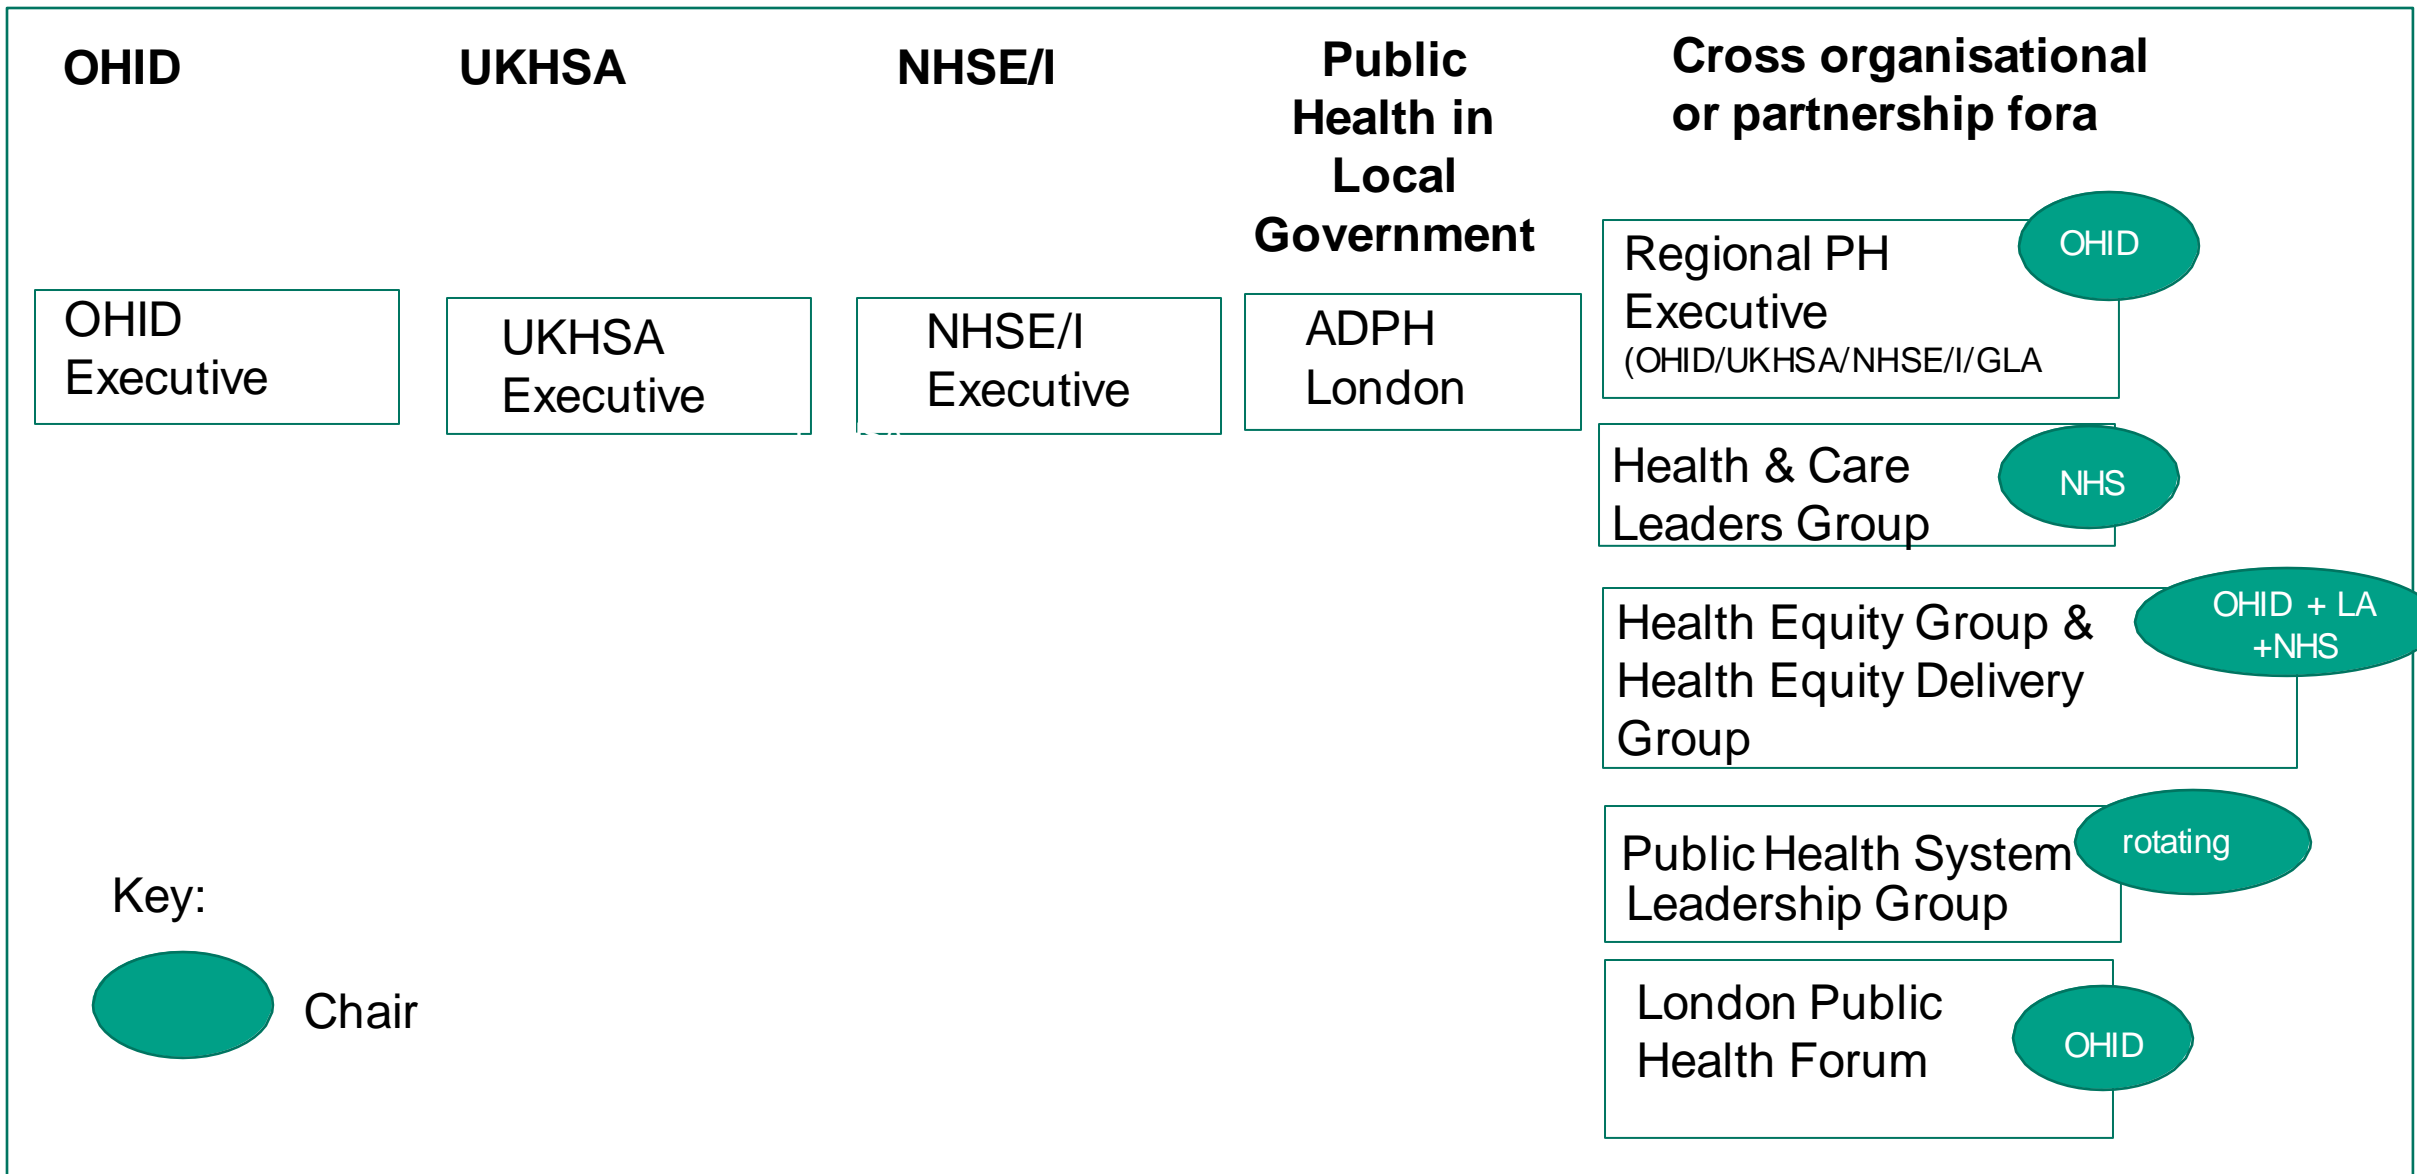 OHID
UKHSA
NHSE/I
Public
Health in
Local
Government
Cross organisational
or partnership fora
OHID
Executive
UKHSA
Executive
NHSE/I
Executive
ADPH
London
Regional PH
Executive
(OHID/UKHSA/NHSE/I/GLA
OHID
Health & Care
Leaders Group
NHS
Health Equity Group &
Health Equity Delivery
Group
OHID + LA
+NHS
Public Health System
Leadership Group
rotating
London Public
Health Forum
OHID
Key:
Chair